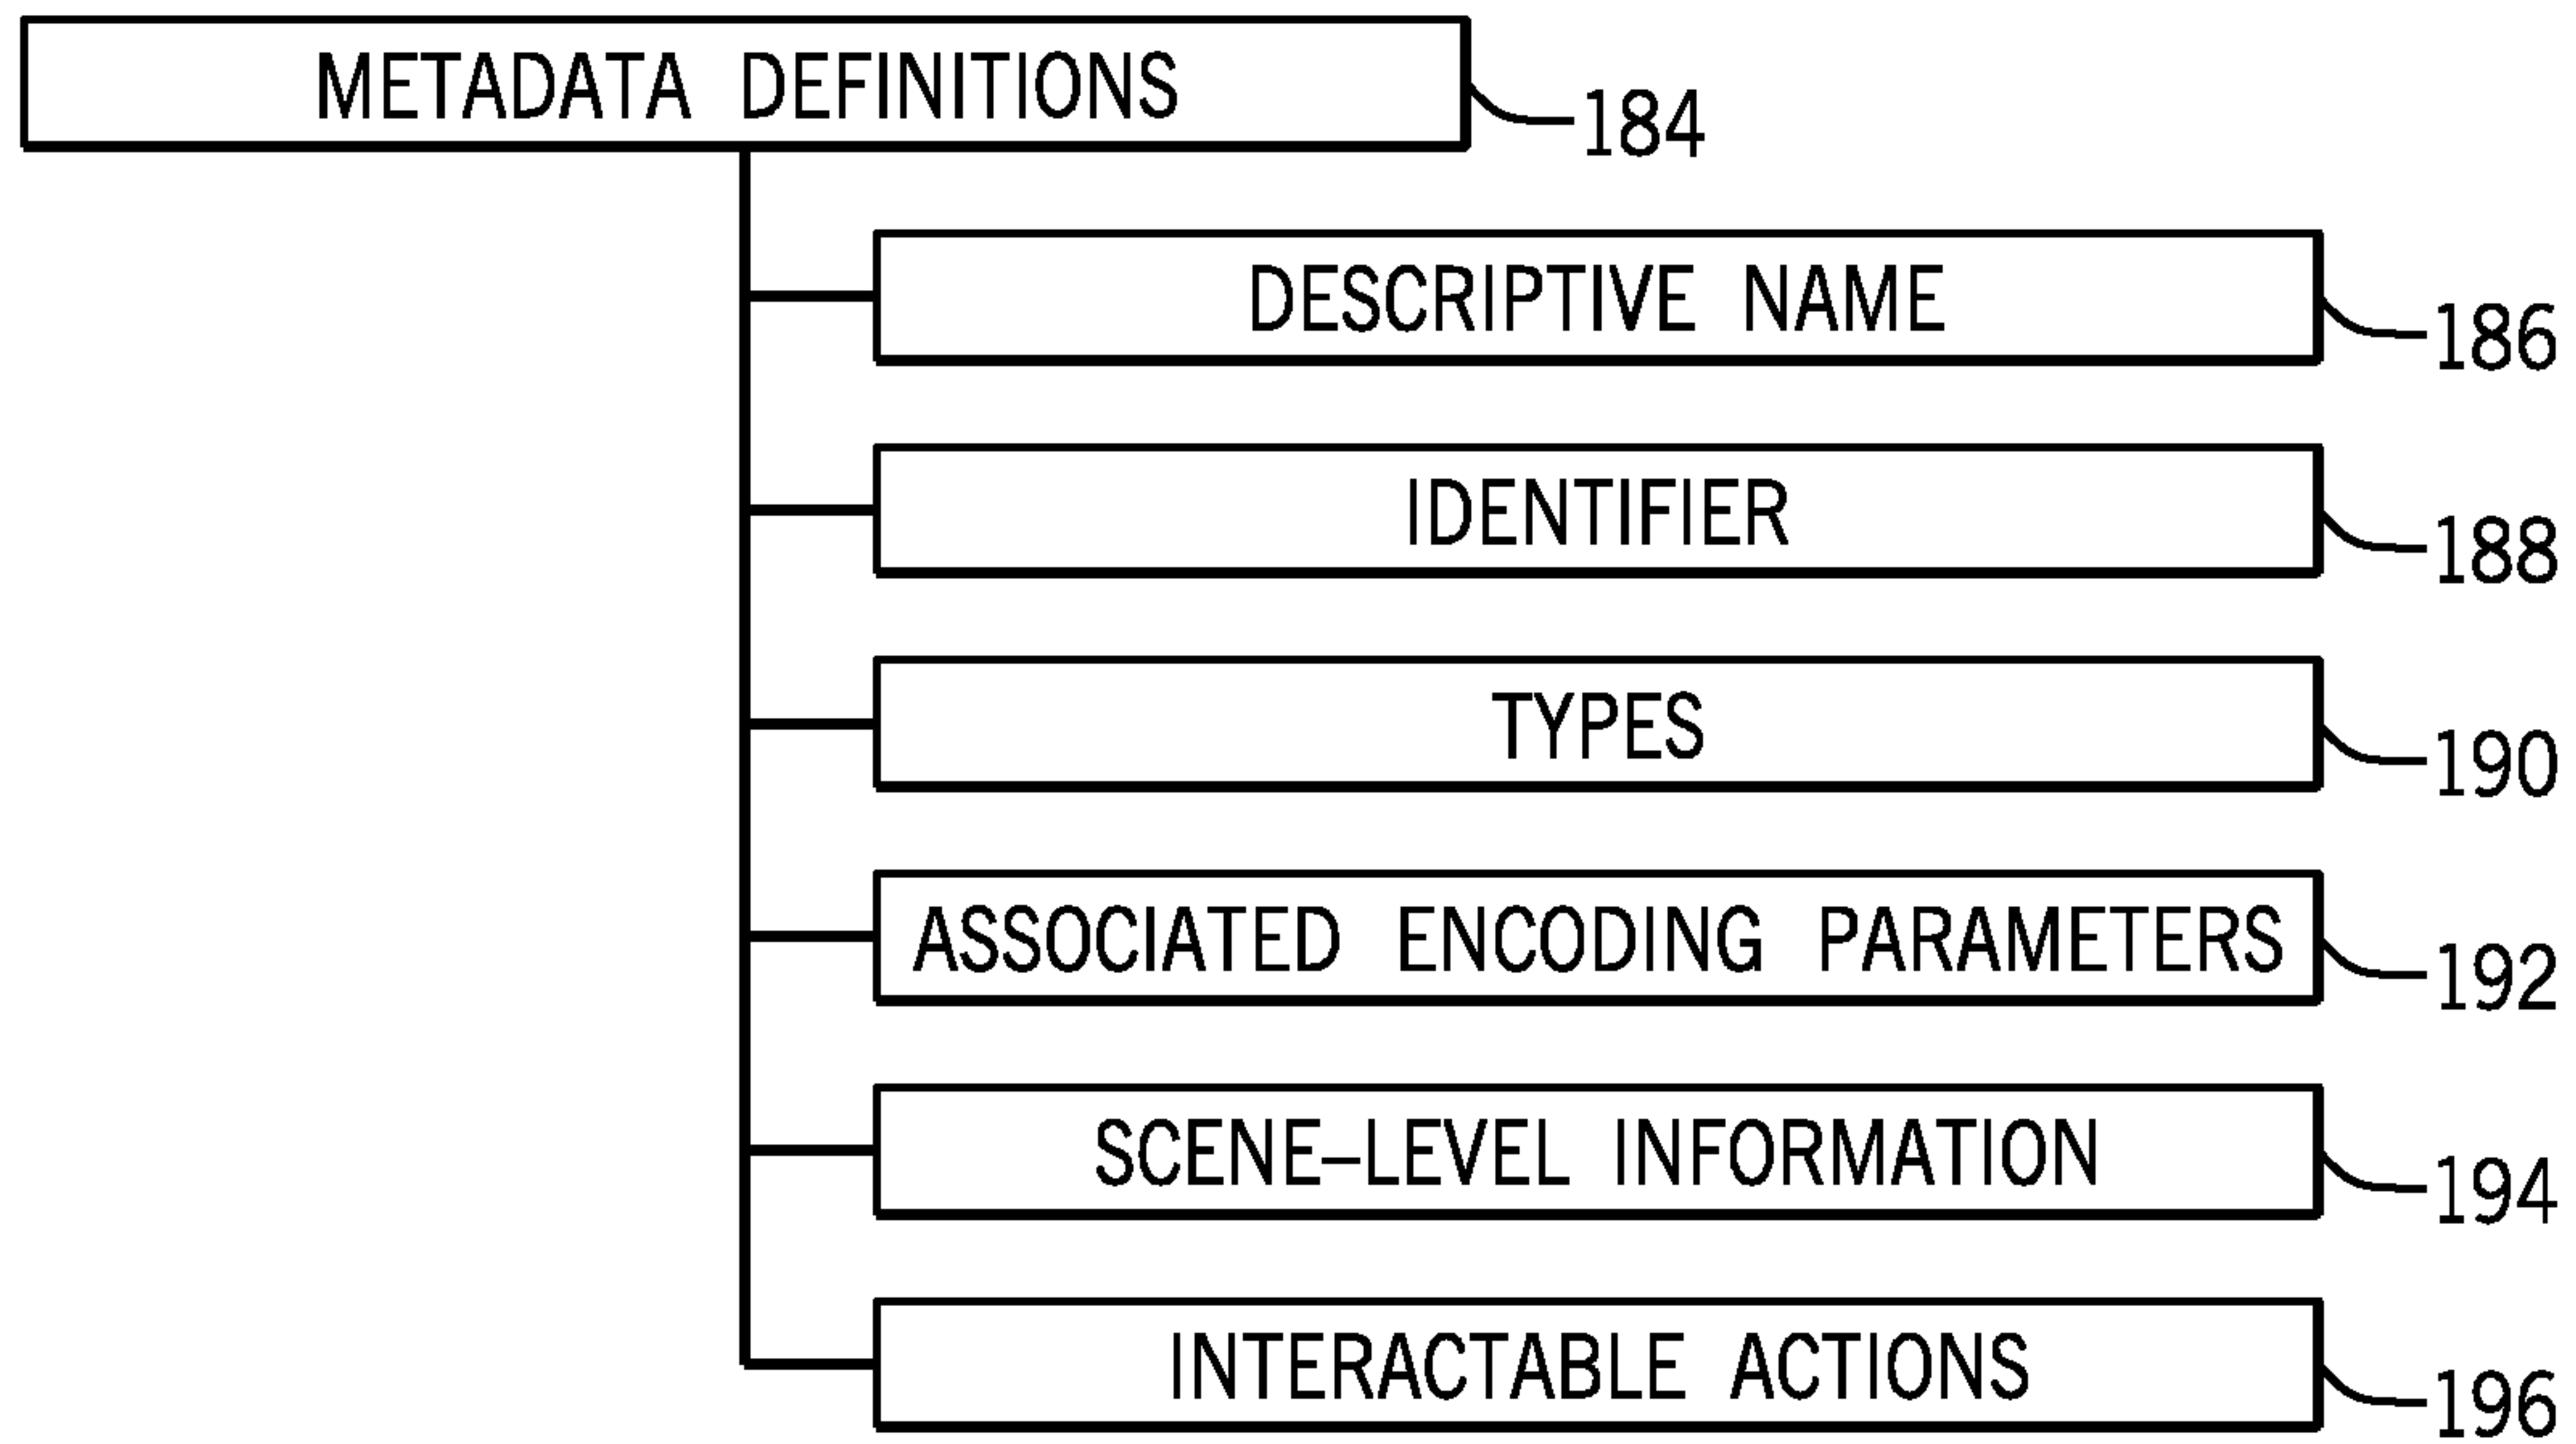 METADATA DEFINITIONS
184
DESCRIPTIVE NAME
186
IDENTIFIER
188
TYPES
190
ASSOCIATED ENCODING PARAMETERS
192
SCENE–LEVEL INFORMATION
194
INTERACTABLE ACTIONS
196